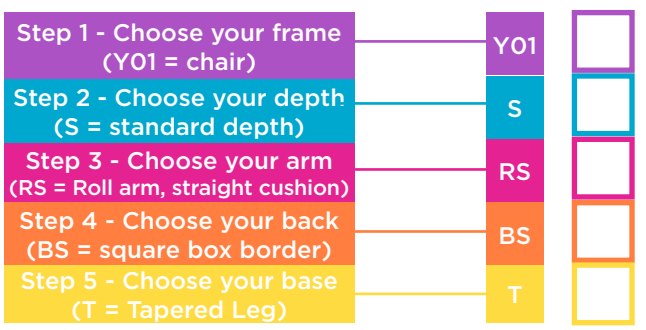 Step 1 - Choose your frame
(Y01 = chair)
Y01
Step 2 - Choose your depth
(S = standard depth)
S
Step 3 - Choose your arm
(RS = Roll arm, straight cushion)
RS
Step 4 - Choose your back
(BS = square box border)
BS
Step 5 - Choose your base
(T = Tapered Leg)
T